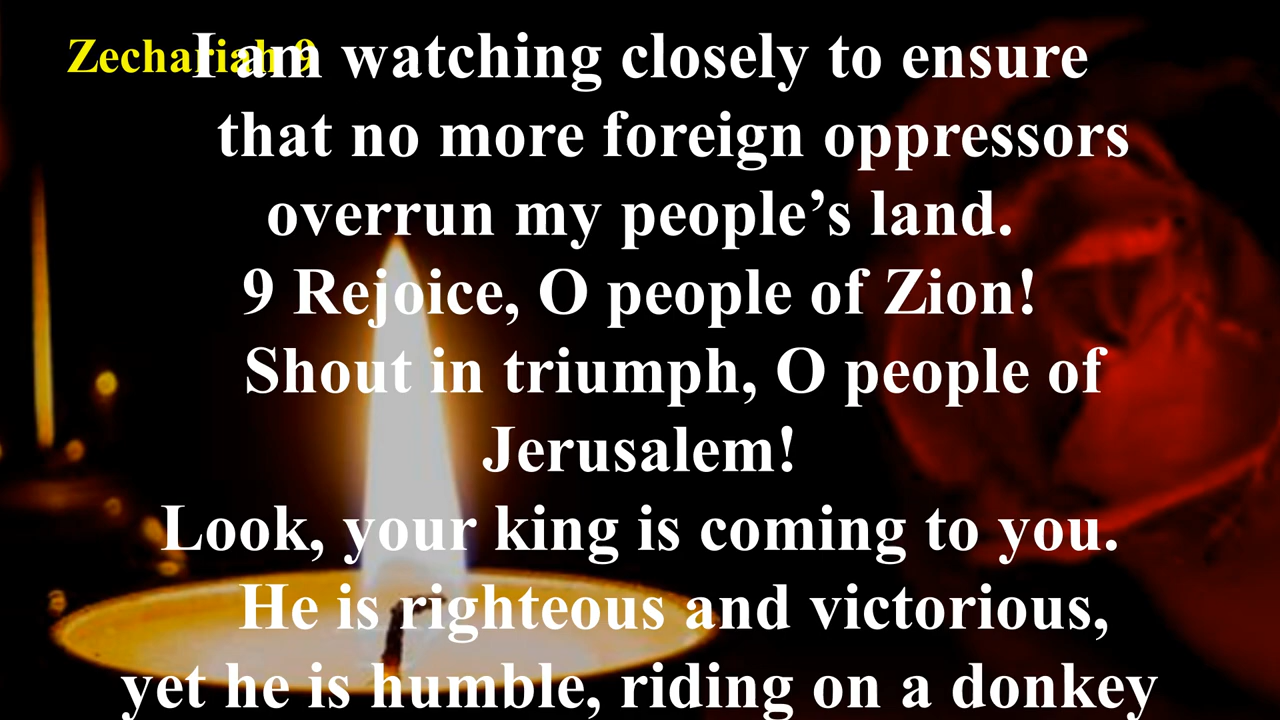 Zechariah 9
I am watching closely to ensure
that no more foreign oppressors
overrun my people’s land.
9 Rejoice, O people of Zion!
Shout in triumph, O people of
Jerusalem!
Look, your king is coming to you.
He is righteous and victorious,
yet he is humble, riding on a donkey